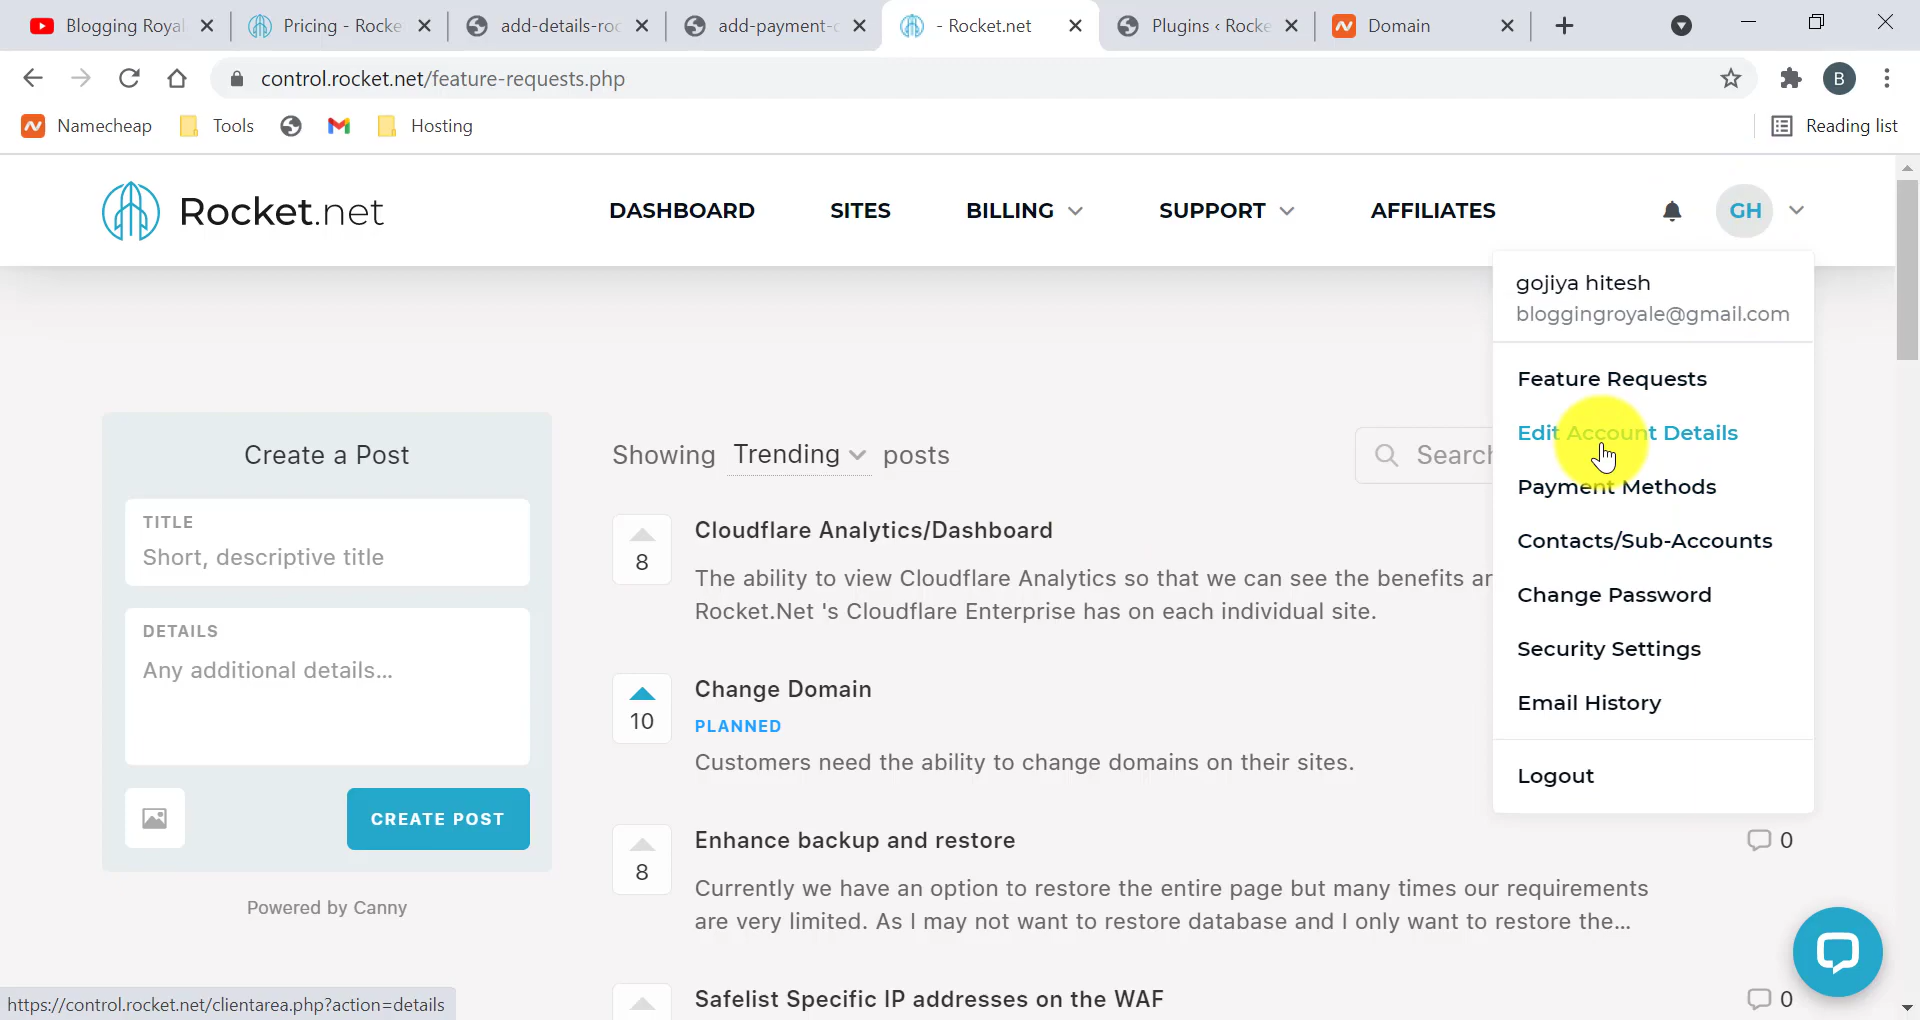 Blogging Royal
Pricing - Rocke
add-details-roc
add-payment-c
- Rocket.net
Plugins ‹ Rocke
Domain
control.rocket.net/feature-requests.php
B
Namecheap
Tools
Hosting
Reading list
Rocket.net
DASHBOARD
SITES
BILLING
SUPPORT
AFFILIATES
GH
gojiya hitesh
bloggingroyale@gmail.com
Feature Requests
Edit Account Details
Payment Methods
Contacts/Sub-Accounts
Change Password
Security Settings
Email History
Logout
Create a Post
TITLE
Short, descriptive title
DETAILS
Any additional details...
CREATE POST
Powered by Canny
Showing Trending posts
Search
8
Cloudflare Analytics/Dashboard
The ability to view Cloudflare Analytics so that we can see the benefits ar
Rocket.Net 's Cloudflare Enterprise has on each individual site.
10
Change Domain
PLANNED
Customers need the ability to change domains on their sites.
8
Enhance backup and restore
0
Currently we have an option to restore the entire page but many times our requirements
are very limited. As I may not want to restore database and I only want to restore the...
Safelist Specific IP addresses on the WAF
0
https://control.rocket.net/clientarea.php?action=details